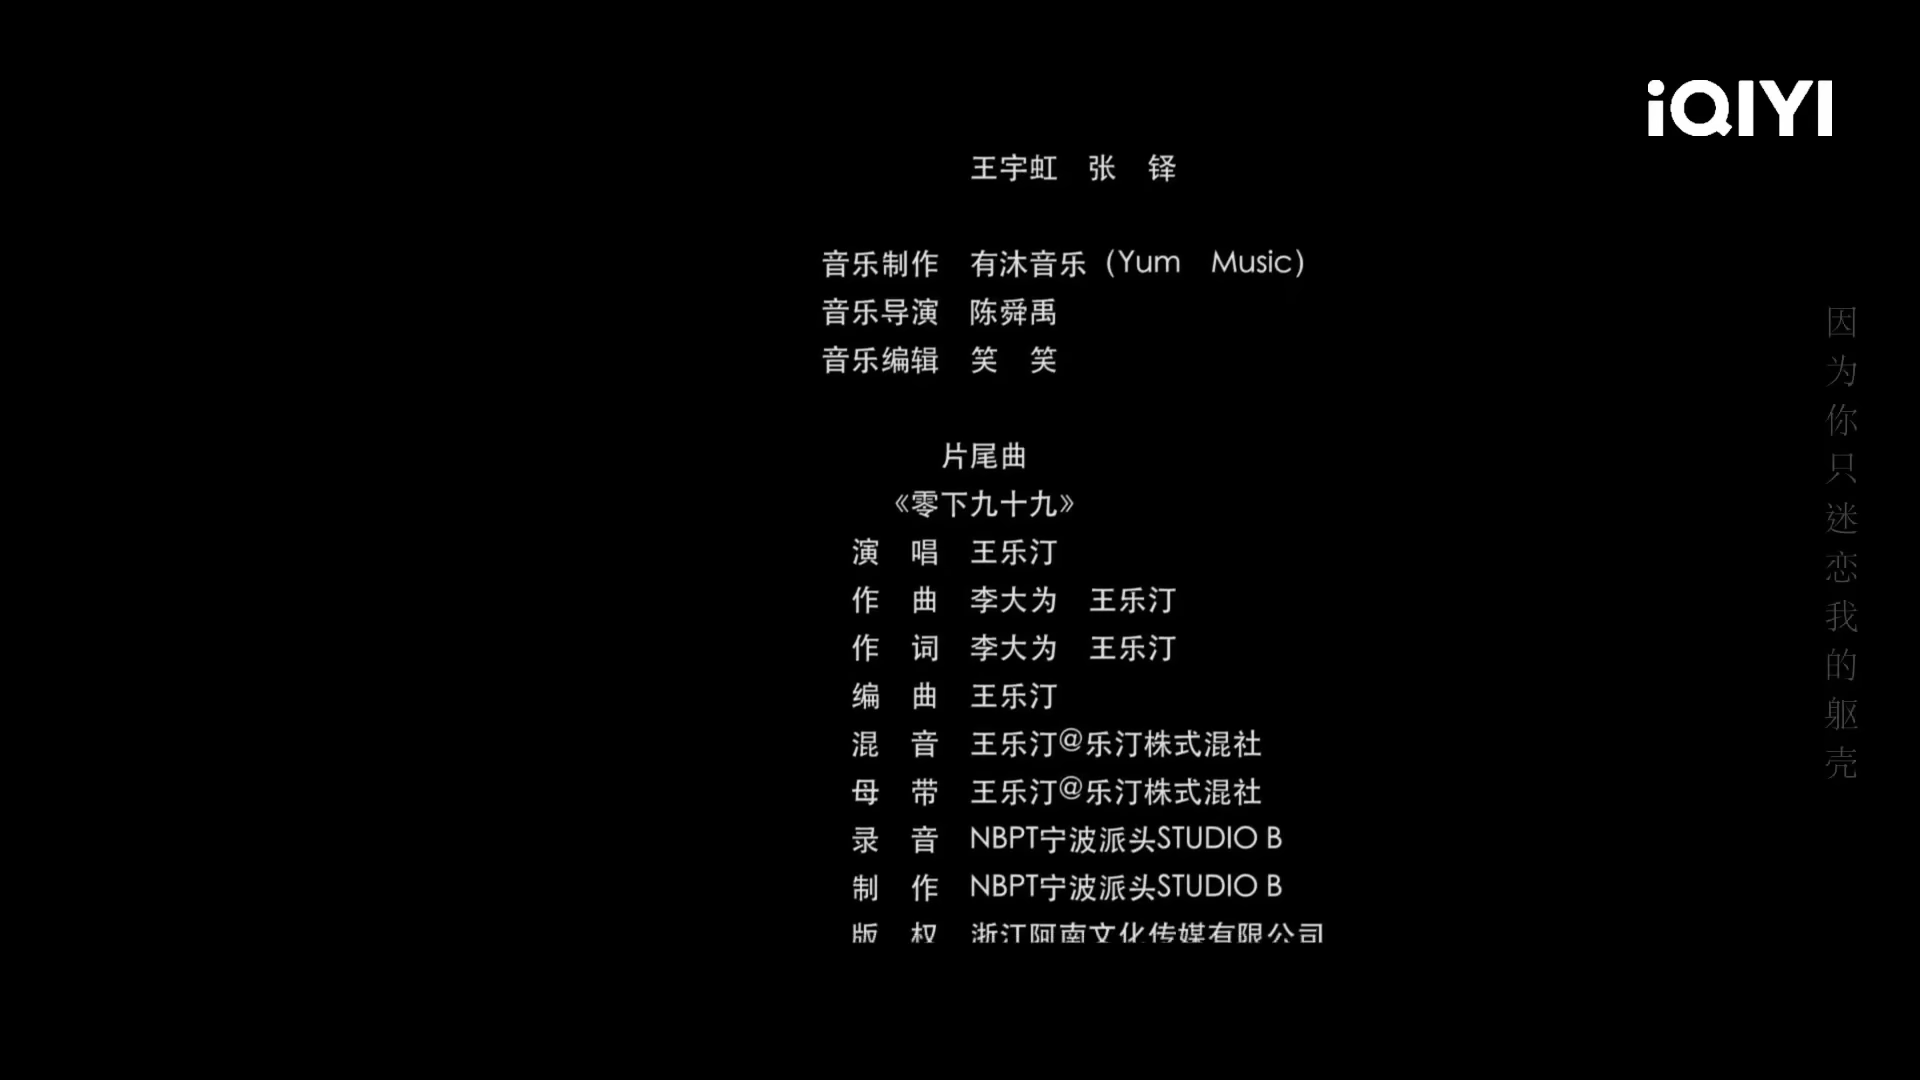 iQIYI
王宇虹　张　铎
音乐制作　有沐音乐（Yum　Music）
音乐导演　陈舜禹
音乐编辑　笑　笑
片尾曲
《零下九十九》
演　唱　王乐汀
作　曲　李大为　王乐汀
作　词　李大为　王乐汀
编　曲　王乐汀
混　音　王乐汀@乐汀株式混社
母　带　王乐汀@乐汀株式混社
录　音　NBPT宁波派头STUDIO B
制　作　NBPT宁波派头STUDIO B
版　权　浙江阿南文化传媒有限公司
因为你只迷恋我的躯壳